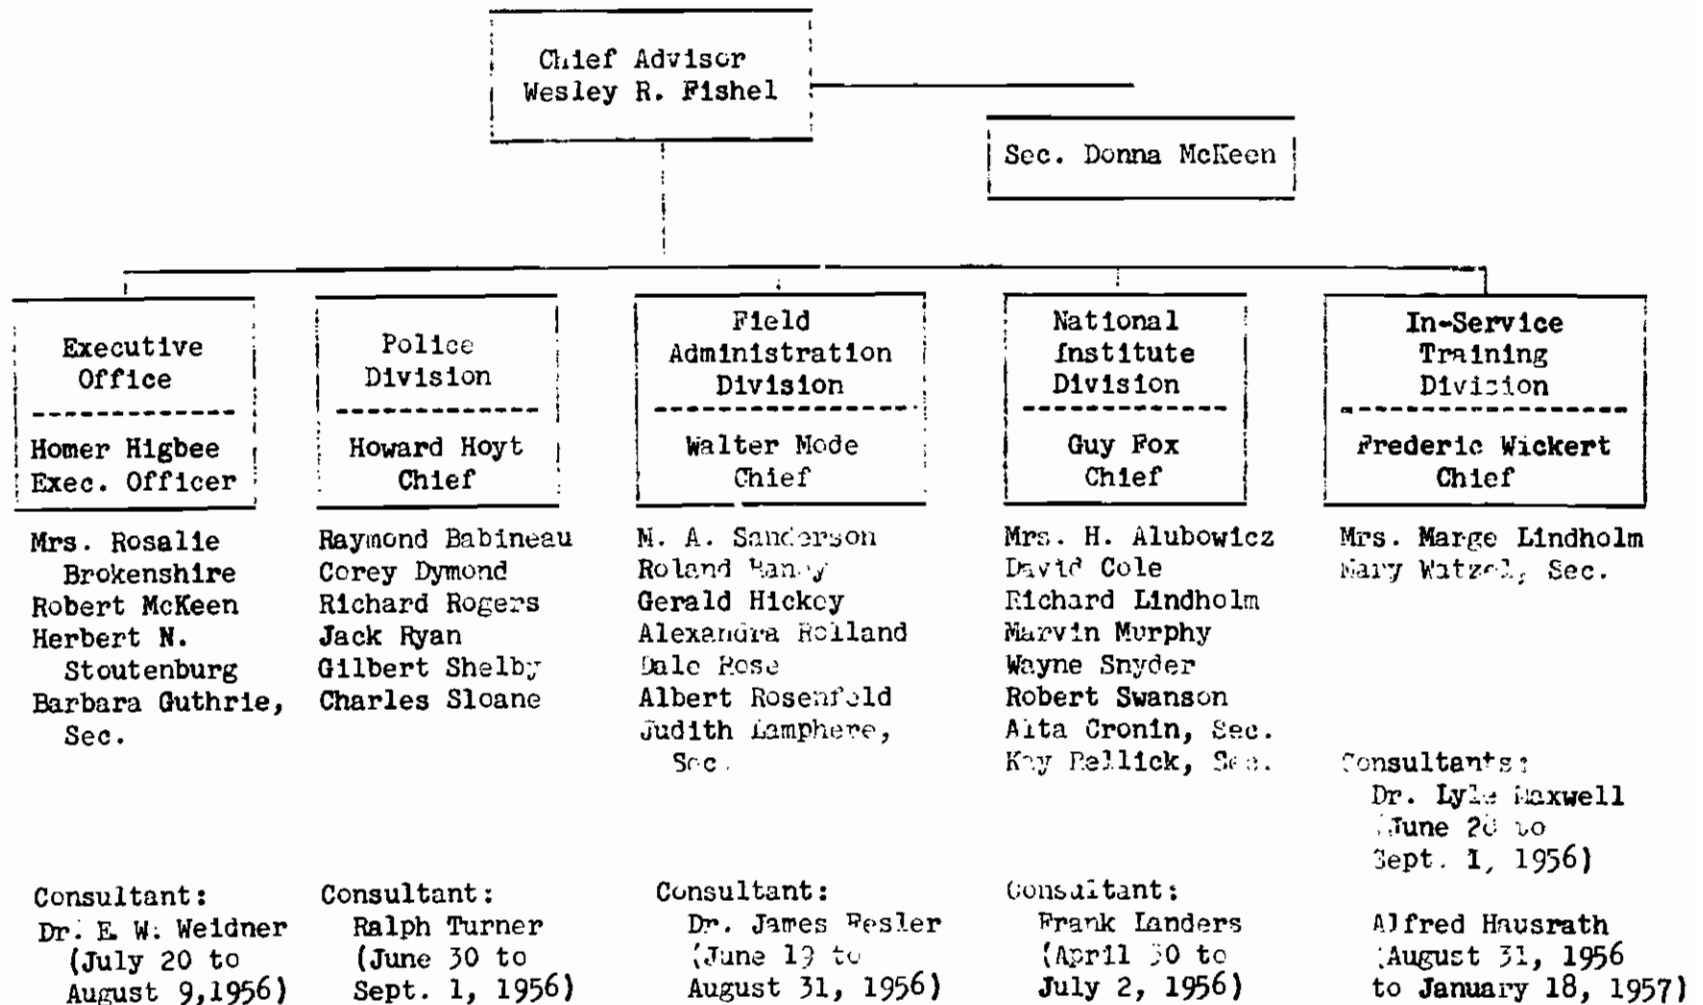 Chief Advisor
Wesley R. Fishel
Sec. Donna McKeen
Executive
Office
Homer Higbee
Exec. Officer
Mrs. Rosalie
Brokenshire
Robert McKeen
Herbert N.
Stoutenburg
Barbara Guthrie,
Sec.
Consultant:
Dr. E. W. Weidner
(July 20 to
August 9,1956)
Police
Division
Howard Hoyt
Chief
Raymond Babineau
Corey Dymond
Richard Rogers
Jack Ryan
Gilbert Shelby
Charles Sloane
Consultant:
Ralph Turner
(June 30 to
Sept. 1, 1956)
Field
Administration
Division
Walter Mode
Chief
N. A. Sanderson
Roland
Gerald Hickey
Alexandra Rolland
Dale Rose
Albert Rosenfeld
Judith Lamphere,
Sec.
Consultant:
Dr. James Fesler
(June 19 to
August 31, 1956)
National
Institute
Division
Guy Fox
Chief
Mrs. H. Alubowicz
David Cole
Richard Lindholm
Marvin Murphy
Wayne Snyder
Robert Swanson
Alta Cronin, Sec.
Kay Sec.
Consultant:
Frank Landers
(April 30 to
July 2, 1956)
In-Service
Training
Division
Frederic Wickert
Chief
Mrs. Marge Lindholm
Mary Watzel, Sec.
Consultants:
Dr. Lyle Maxwell
(June to
Sept. 1, 1956)
Alfred Hausrath
(August 31, 1956
to January 18, 1957)